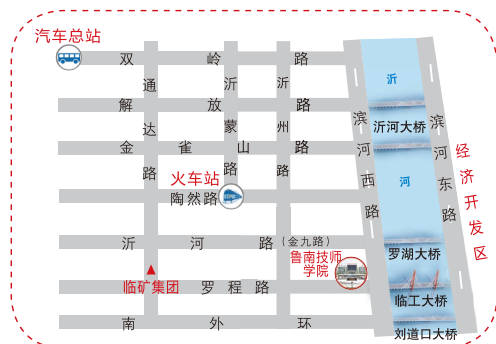 汽车总站
双岭路
沂
解放路
沂河大桥
金雀山路
火车站
陶然路
河
沂河路(金九路)
鲁南技师
学院
临矿集团
罗程路
南外环
通达路
沂蒙路
沂州路
滨河西路
滨河东路
经济开发区
罗湖大桥
临工大桥
刘道口大桥